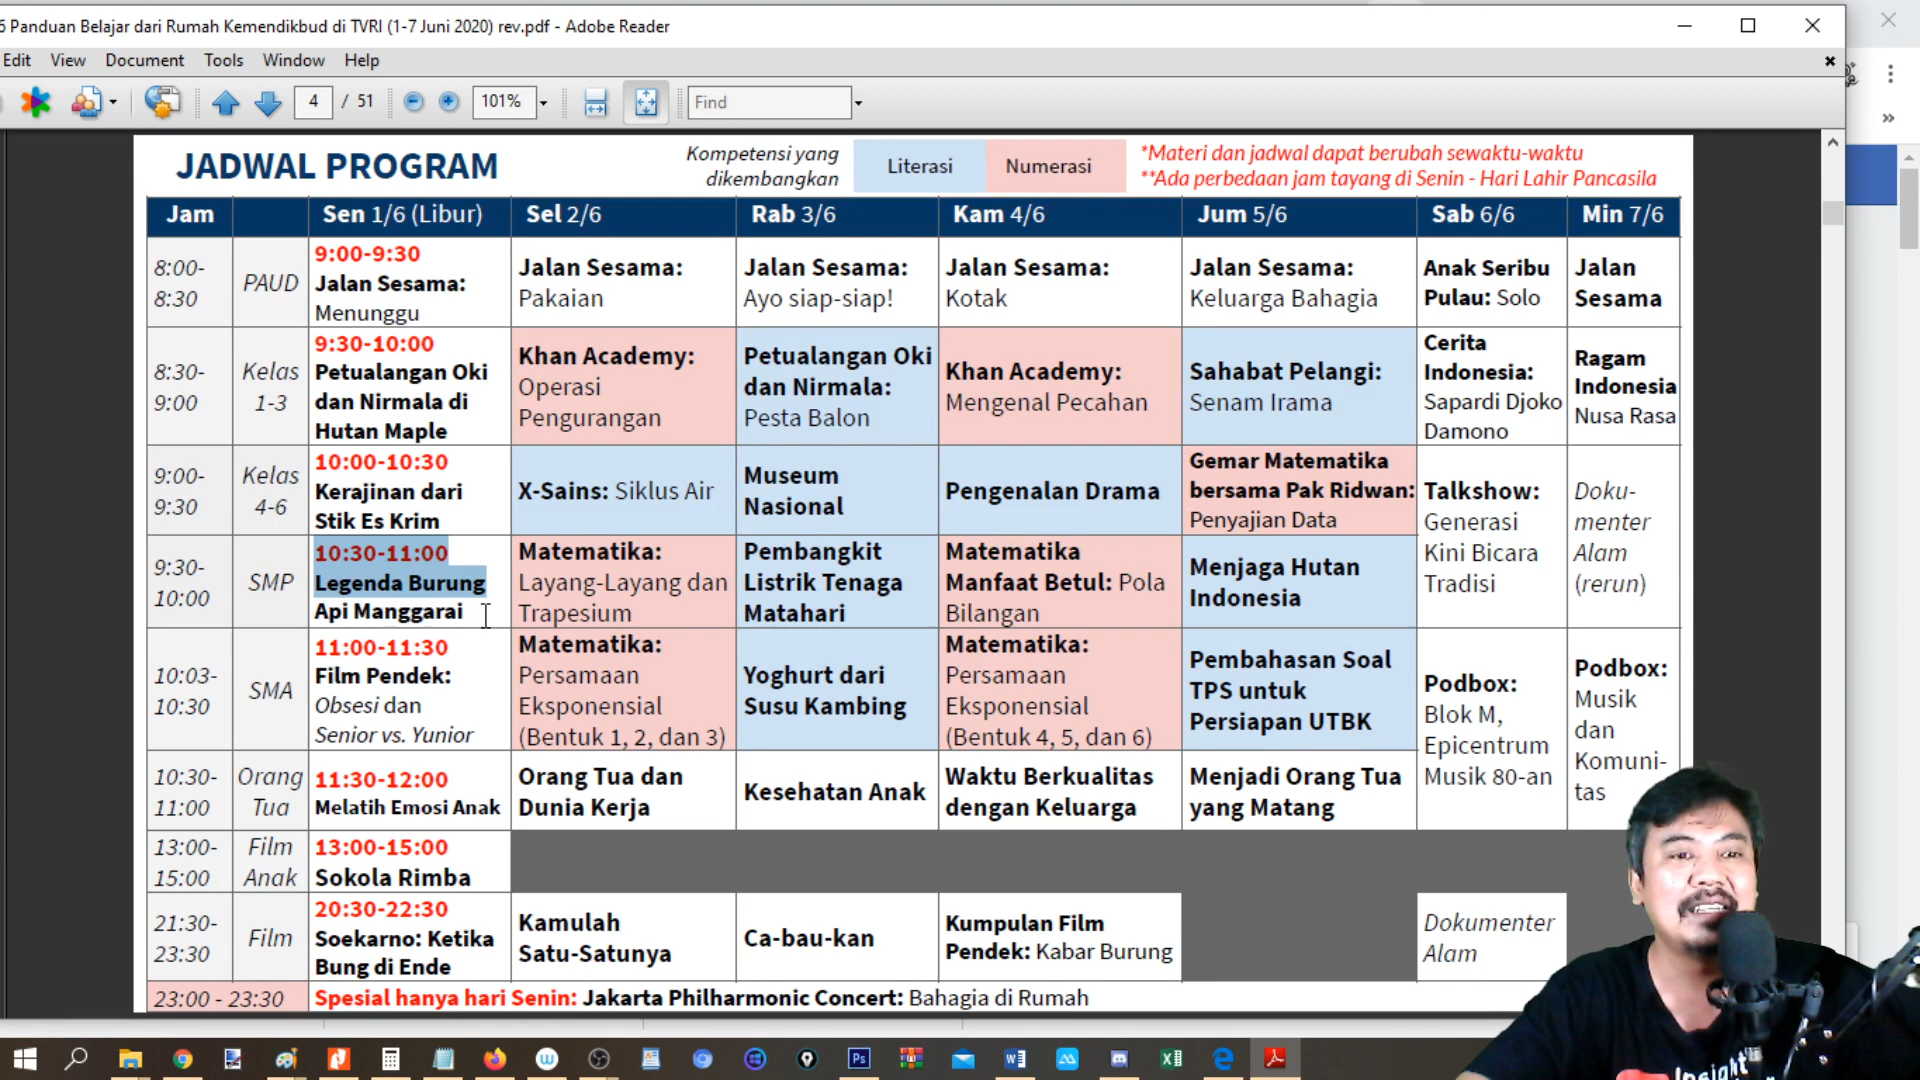 6 Panduan Belajar dari Rumah Kemendikbud di TVRI (1-7 Juni 2020) rev.pdf - Adobe Reader
Edit View Document Tools Window Help
4 / 51 101% Find
JADWAL PROGRAM
Kompetensi yang
dikembangkan
Literasi
Numerasi
*Materi dan jadwal dapat berubah sewaktu-waktu
**Ada perbedaan jam tayang di Senin - Hari Lahir Pancasila
Jam Sen 1/6 (Libur) Sel 2/6 Rab 3/6 Kam 4/6 Jum 5/6 Sab 6/6 Min 7/6
8:00-
8:30
PAUD
9:00-9:30
Jalan Sesama:
Menunggu
Jalan Sesama:
Pakaian
Jalan Sesama:
Ayo siap-siap!
Jalan Sesama:
Kotak
Jalan Sesama:
Keluarga Bahagia
Anak Seribu
Pulau: Solo
Jalan
Sesama
8:30-
9:00
Kelas
1-3
9:30-10:00
Petualangan Oki
dan Nirmala di
Hutan Maple
Khan Academy:
Operasi
Pengurangan
Petualangan Oki
dan Nirmala:
Pesta Balon
Khan Academy:
Mengenal Pecahan
Sahabat Pelangi:
Senam Irama
Cerita
Indonesia:
Sapardi Djoko
Damono
Ragam
Indonesia
Nusa Rasa
9:00-
9:30
Kelas
4-6
10:00-10:30
Kerajinan dari
Stik Es Krim
X-Sains: Siklus Air
Museum
Nasional
Pengenalan Drama
Gemar Matematika
bersama Pak Ridwan:
Penyajian Data
Talkshow:
Generasi
Kini Bicara
Tradisi
Doku-
menter
Alam
(rerun)
9:30-
10:00
SMP
10:30-11:00
Legenda Burung
Api Manggarai
Matematika:
Layang-Layang dan
Trapesium
Pembangkit
Listrik Tenaga
Matahari
Matematika
Manfaat Betul: Pola
Bilangan
Menjaga Hutan
Indonesia
10:03-
10:30
SMA
11:00-11:30
Film Pendek:
Obsesi dan
Senior vs. Yunior
Matematika:
Persamaan
Eksponensial
(Bentuk 1, 2, dan 3)
Yoghurt dari
Susu Kambing
Matematika:
Persamaan
Eksponensial
(Bentuk 4, 5, dan 6)
Pembahasan Soal
TPS untuk
Persiapan UTBK
Podbox:
Blok M,
Epicentrum
Musik 80-an
Podbox:
Musik
dan
Komuni-
tas
10:30-
11:00
Orang
Tua
11:30-12:00
Melatih Emosi Anak
Orang Tua dan
Dunia Kerja
Kesehatan Anak
Waktu Berkualitas
dengan Keluarga
Menjadi Orang Tua
yang Matang
13:00-
15:00
Film
Anak
13:00-15:00
Sokola Rimba
21:30-
23:30
Film
20:30-22:30
Soekarno: Ketika
Bung di Ende
Kamulah
Satu-Satunya
Ca-bau-kan
Kumpulan Film
Pendek: Kabar Burung
Dokumenter
Alam
23:00 - 23:30 Spesial hanya hari Senin: Jakarta Philharmonic Concert: Bahagia di Rumah
Insight